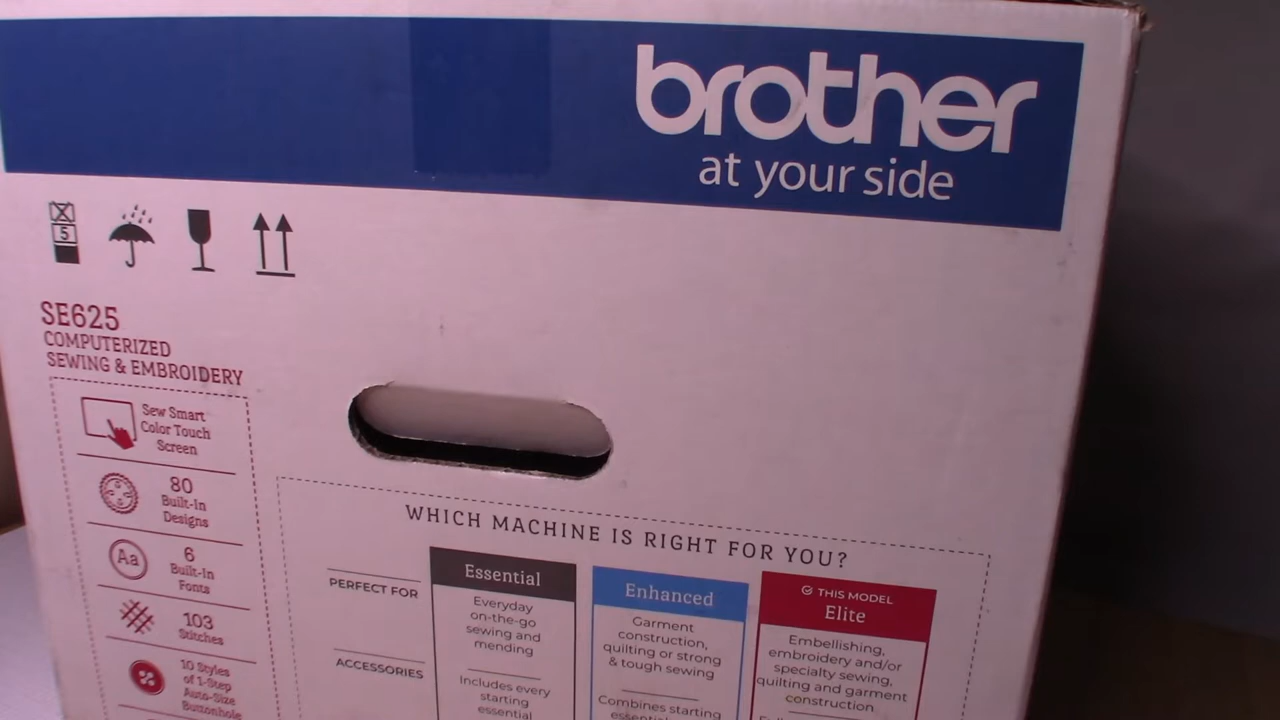 brother
at your side
5
SE625
COMPUTERIZED
SEWING & EMBROIDERY
Sew Smart
Color Touch
Screen
80
Built-In
Designs
Aa
6
Built-In
Fonts
103
Stitches
10 Styles
of 1-Step
Auto-Size
Buttonhole
WHICH MACHINE IS RIGHT FOR YOU?
PERFECT FOR
ACCESSORIES
Essential
Everyday
on-the-go
sewing and
mending
Includes every
starting
essential
Enhanced
Garment
construction,
quilting or strong
& tough sewing
Combines starting
THIS MODEL
Elite
Embellishing,
embroidery and/or
specialty sewing,
quilting and garment
construction